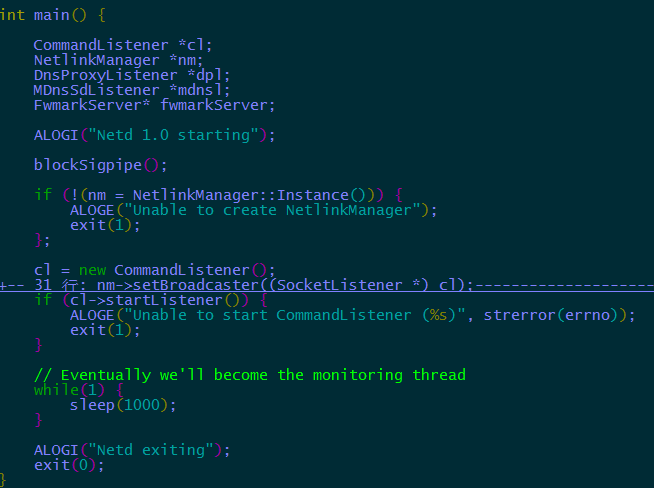 int main() {
CommandListener *cl;
NetlinkManager *nm;
DnsProxyListener *dpl;
MDnsSdListener *mdnsl;
FwmarkServer* fwmarkServer;
ALOGI("Netd 1.0 starting");
blockSigpipe();
if (!(nm = NetlinkManager::Instance())) {
ALOGE("Unable to create NetlinkManager");
exit(1);
};
cl = new CommandListener();
+-- 31 行: nm->setBroadcaster((SocketListener *) cl);--------------------
if (cl->startListener()) {
ALOGE("Unable to start CommandListener (%s)", strerror(errno));
exit(1);
}
// Eventually we'll become the monitoring thread
while(1) {
sleep(1000);
}
ALOGI("Netd exiting");
exit(0);
}